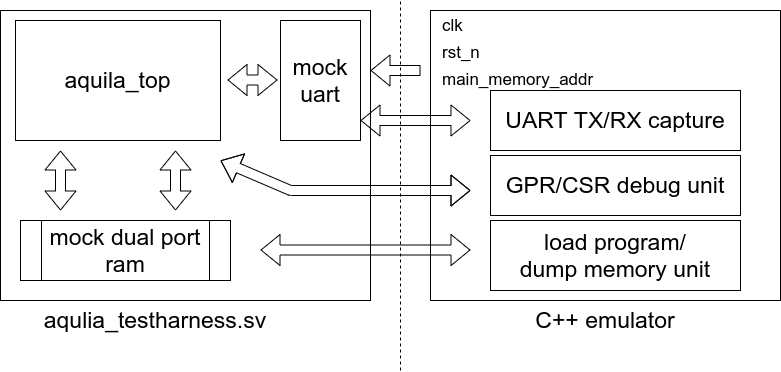 aquila_top
mock
uart
mock dual port
ram
aqulia_testharness.sv
clk
rst_n
main_memory_addr
UART TX/RX capture
GPR/CSR debug unit
load program/
dump memory unit
C++ emulator